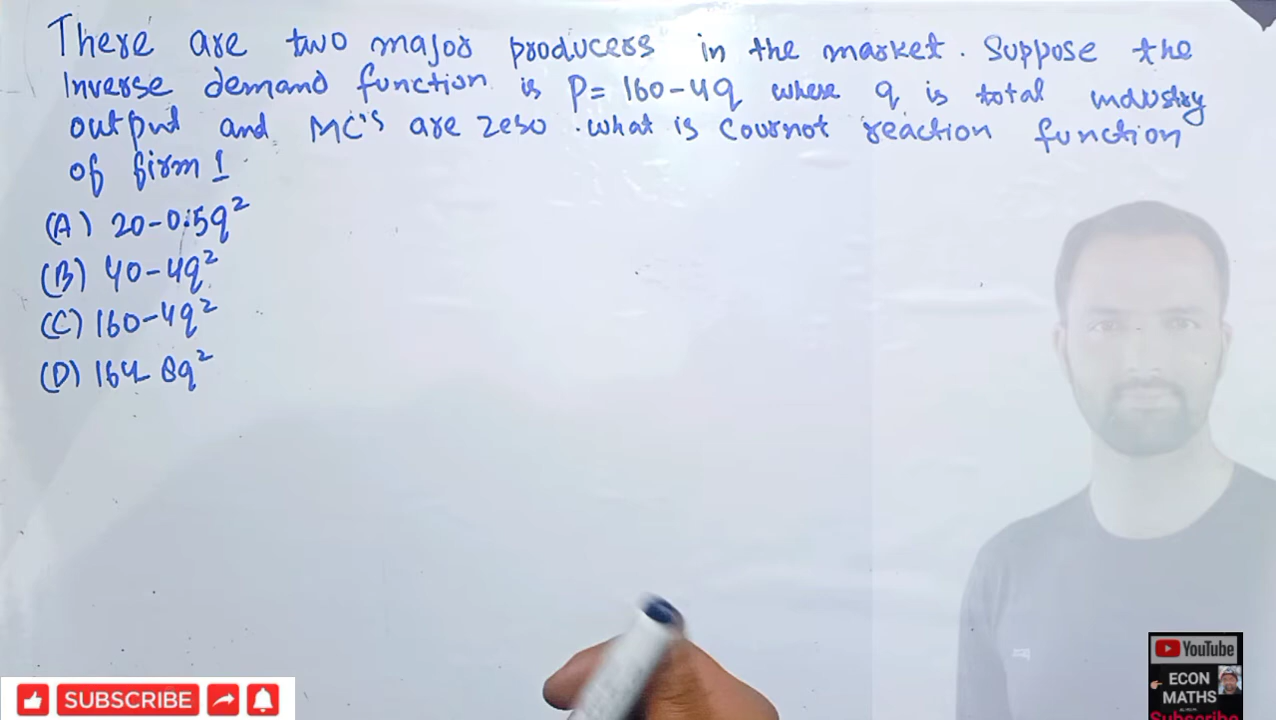 There are two major producers in the market. Suppose the
Inverse demand function is P= 160-4q where q is total industry
output and MC's are zero. what is Cournot reaction function
of firm 1
(A) 20-0.5q²
(B) 40-4q²
(C) 160-4q²
(D) 164-8q²
SUBSCRIBE
YouTube
ECON
MATHS
Subscribe